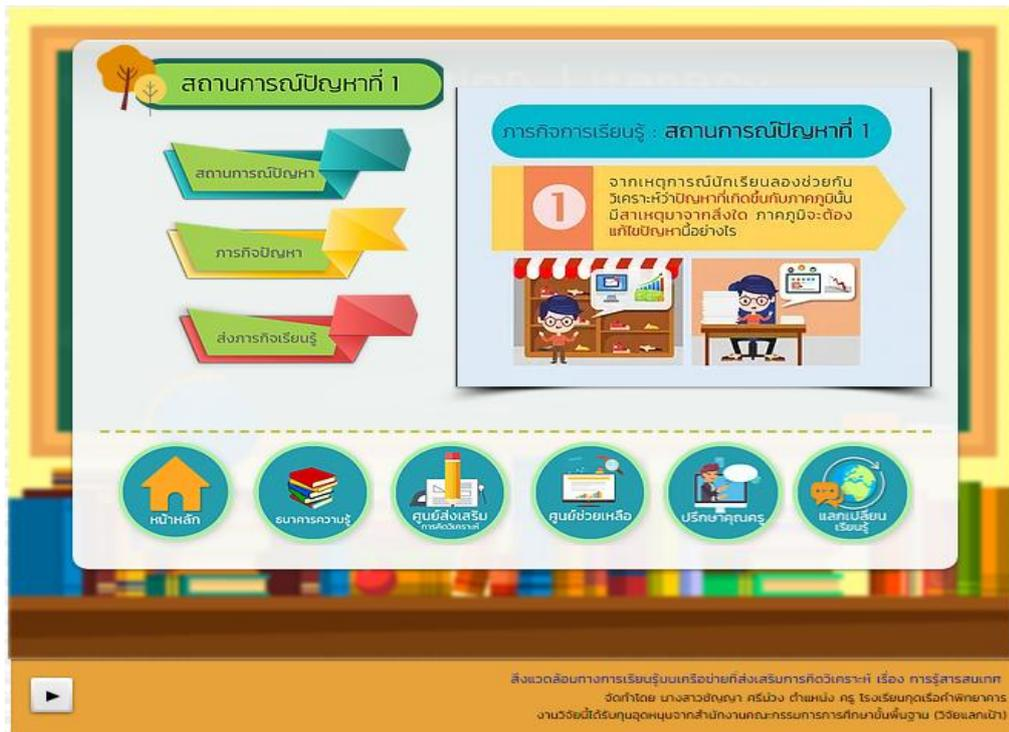 สถานการณ์ปัญหาที่ 1
สถานการณ์ปัญหา
ภารกิจปัญหา
ส่งภารกิจเรียนรู้
ภารกิจการเรียนรู้ : สถานการณ์ปัญหาที่ 1
1
จากเหตุการณ์นักเรียนลองช่วยกัน
วิเคราะห์ว่าปัญหาที่เกิดขึ้นกับภาคภูมินั้น
มีสาเหตุมาจากสิ่งใด ภาคภูมิจะต้อง
แก้ไขปัญหานี้อย่างไร
หน้าหลัก
ธนาคารความรู้
ศูนย์ส่งเสริม
การคิดวิเคราะห์
ศูนย์ช่วยเหลือ
ปรึกษาคุณครู
แลกเปลี่ยน
เรียนรู้
สิ่งแวดล้อมทางการเรียนรู้บนเครือข่ายที่ส่งเสริมการคิดวิเคราะห์ เรื่อง การรู้สารสนเทศ
จัดทำโดย นางสาวชัญญา ศรีม่วง ตำแหน่ง ครู โรงเรียนกุดเรือคำพิทยาคาร
งานวิจัยนี้ได้รับทุนอุดหนุนจากสำนักงานคณะกรรมการการศึกษาขั้นพื้นฐาน (วิจัยแลกเป้า)